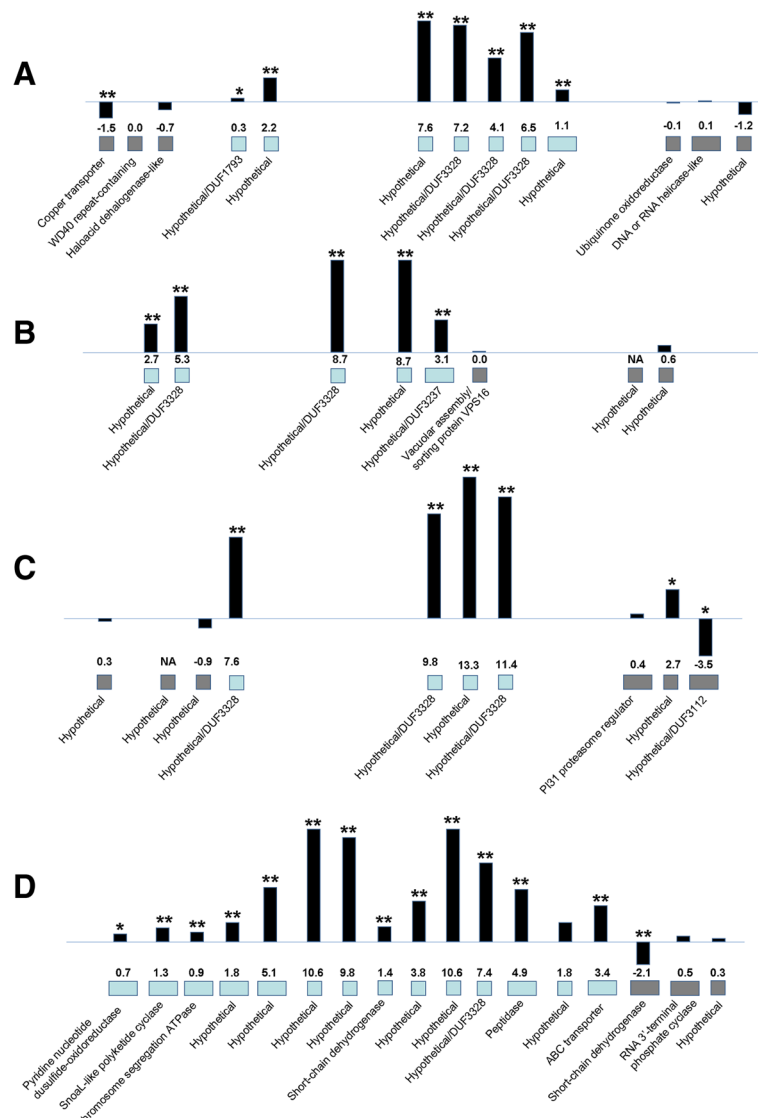 A
** * ** ** ** ** ** **
-1.5 0.0 -0.7 0.3 2.2 7.6 7.2 4.1 6.5 1.1 -0.1 0.1 -1.2
Copper transporter
WD40 repeat-containing
Haloacid dehalogenase-like
Hypothetical/DUF1793
Hypothetical
Hypothetical
Hypothetical/DUF3328
Hypothetical/DUF3328
Hypothetical/DUF3328
Hypothetical
Ubiquinone oxidoreductase
DNA or RNA helicase-like
Hypothetical
B
** ** ** ** **
2.7 5.3 8.7 8.7 3.1 0.0 NA 0.6
Hypothetical
Hypothetical/DUF3328
Hypothetical/DUF3328
Hypothetical
Hypothetical/DUF3237
Vacuolar assembly/
sorting protein VPS16
Hypothetical
Hypothetical
C
** ** ** ** * *
0.3 NA -0.9 7.6 9.8 13.3 11.4 0.4 2.7 -3.5
Hypothetical
Hypothetical
Hypothetical
Hypothetical/DUF3328
Hypothetical/DUF3328
Hypothetical
Hypothetical/DUF3328
PI31 proteasome regulator
Hypothetical
Hypothetical/DUF3112
D
* ** ** ** ** ** ** ** ** ** ** ** ** **
0.7 1.3 0.9 1.8 5.1 10.6 9.8 1.4 3.8 10.6 7.4 4.9 1.8 3.4 -2.1 0.5 0.3
Pyridine nucleotide
dusulfide-oxidoreductase
SnoaL-like polyketide cyclase
hromosome segregation ATPase
Hypothetical
Hypothetical
Hypothetical
Hypothetical
Short-chain dehydrogenase
Hypothetical
Hypothetical
Hypothetical/DUF3328
Peptidase
Hypothetical
ABC transporter
Short-chain dehydrogenase
RNA 3'-terminal
phosphate cyclase
Hypothetical